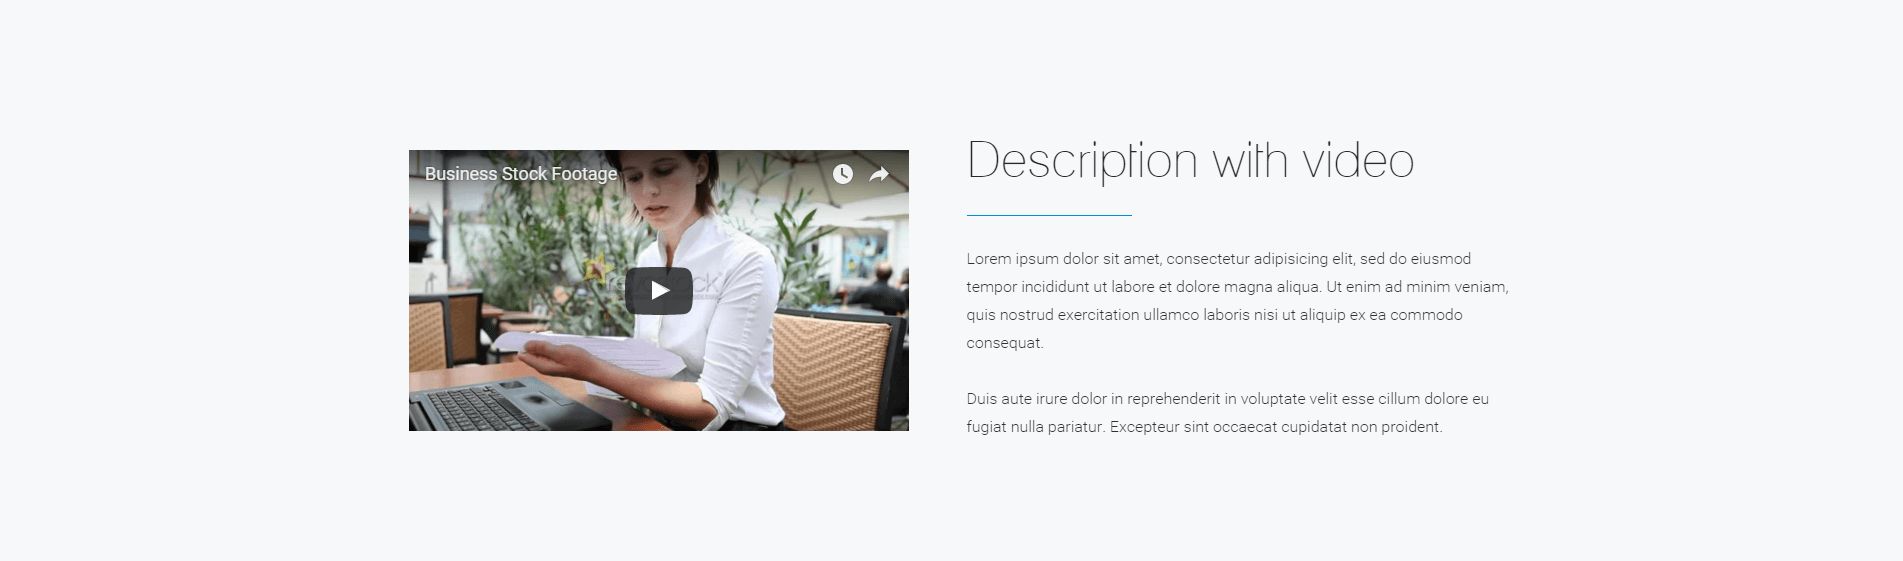 Business Stock Footage
Description with video
Lorem ipsum dolor sit amet, consectetur adipisicing elit, sed do eiusmod
tempor incididunt ut labore et dolore magna aliqua. Ut enim ad minim veniam,
quis nostrud exercitation ullamco laboris nisi ut aliquip ex ea commodo
consequat.
Duis aute irure dolor in reprehenderit in voluptate velit esse cillum dolore eu
fugiat nulla pariatur. Excepteur sint occaecat cupidatat non proident.